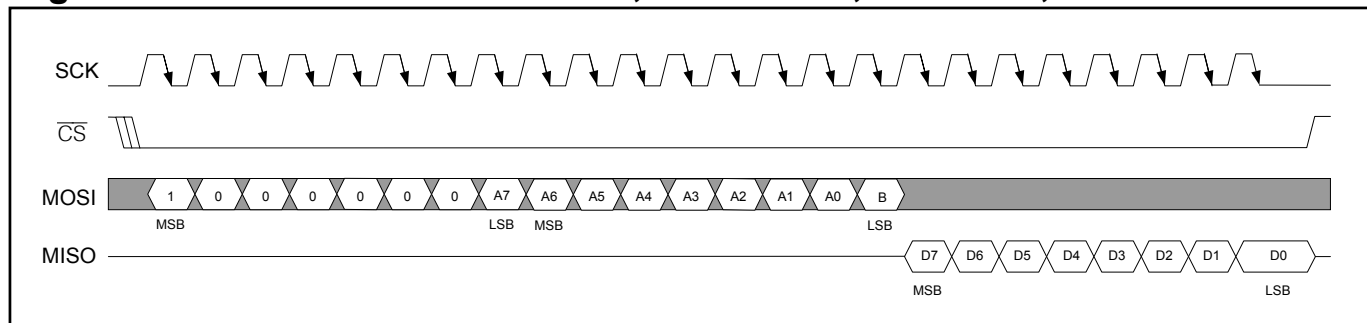 SCK
CS
MOSI 1 0 0 0 0 0 0 A7 A6 A5 A4 A3 A2 A1 A0 B
MSB LSB MSB LSB
MISO D7 D6 D5 D4 D3 D2 D1 D0
MSB LSB